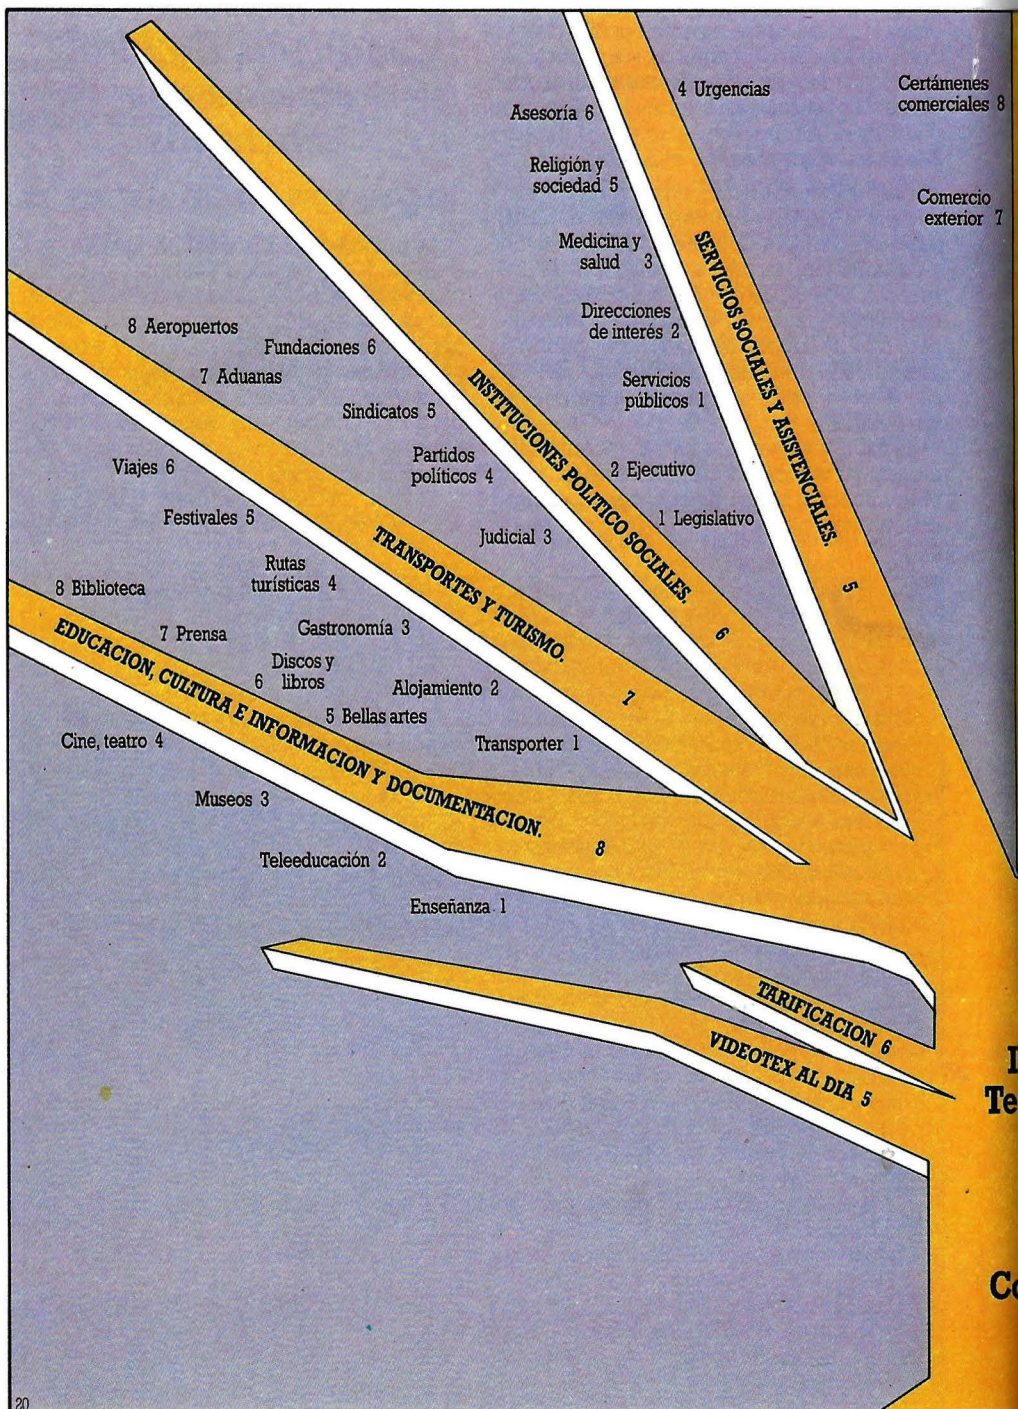 4 Urgencias
Asesoría 6
Religión y
sociedad 5
Medicina y
salud 3
Direcciones
de interés 2
Servicios
públicos 1
SERVICIOS SOCIALES Y ASISTENCIALES.
5
Certámenes
comerciales 8
Comercio
exterior 7
Fundaciones 6
Sindicatos 5
Partidos
políticos 4
Judicial 3
2 Ejecutivo
1 Legislativo
INSTITUCIONES POLITICO SOCIALES.
6
8 Aeropuertos
7 Aduanas
Viajes 6
Festivales 5
Rutas
turísticas 4
Gastronomía 3
Alojamiento 2
Transporter 1
TRANSPORTES Y TURISMO.
7
8 Biblioteca
7 Prensa
Discos y
6 libros
5 Bellas artes
Cine, teatro 4
Museos 3
Teleeducación 2
Enseñanza 1
EDUCACION, CULTURA E INFORMACION Y DOCUMENTACION.
8
TARIFICACION 6
VIDEOTEX AL DIA 5
Te
Co
20